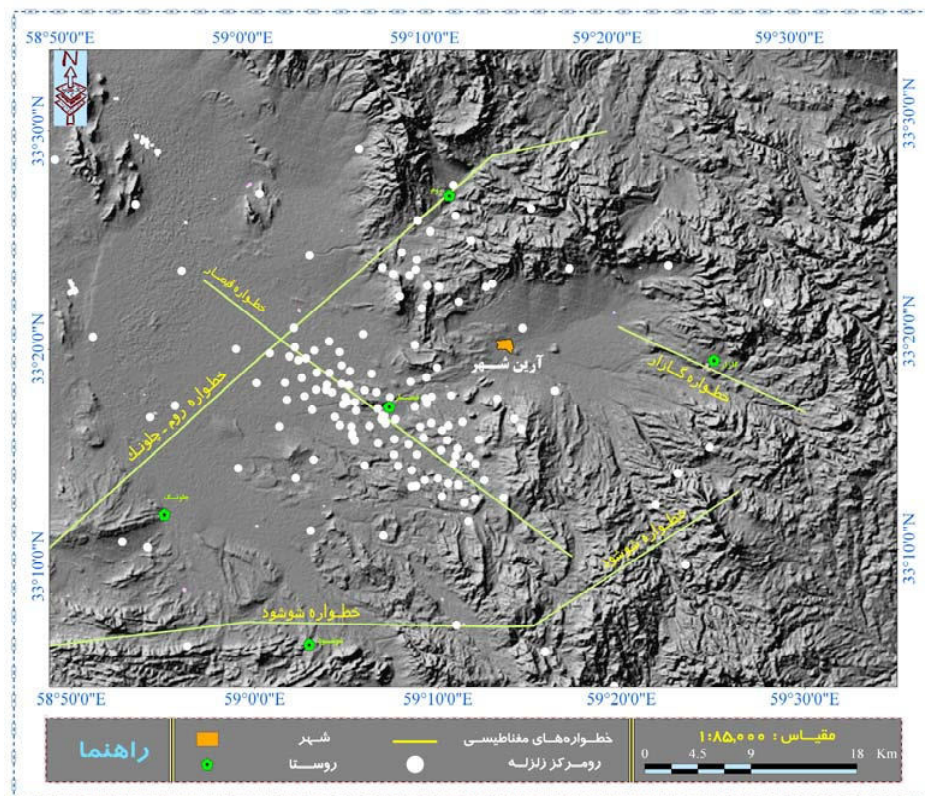 58°50'0"E 59°0'0"E 59°10'0"E 59°20'0"E 59°30'0"E
N
33°30'0"N 33°30'0"N
روم
خطواره قیصار
33°20'0"N 33°20'0"N
آرین شهر
خطواره گازار
خطواره روم - چلونک
چلونک
خطواره شوشود
33°10'0"N 33°10'0"N
خطواره شوشود
58°50'0"E 59°0'0"E 59°10'0"E 59°20'0"E 59°30'0"E
راهنما
شهر
روستا
خطواره‌های مغناطیسی
رومرکز زلزله
مقیاس : ۱:۸۵,۰۰۰
0 4.5 9 18 Km